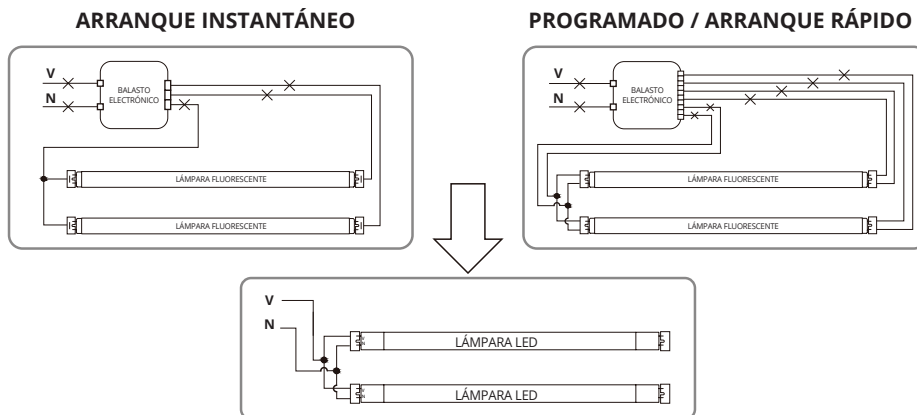 ARRANQUE INSTANTÁNEO
V
N
BALASTO
ELECTRÓNICO
LÁMPARA FLUORESCENTE
LÁMPARA FLUORESCENTE
PROGRAMADO / ARRANQUE RÁPIDO
V
N
BALASTO
ELECTRÓNICO
LÁMPARA FLUORESCENTE
LÁMPARA FLUORESCENTE
V
N
LÁMPARA LED
LÁMPARA LED